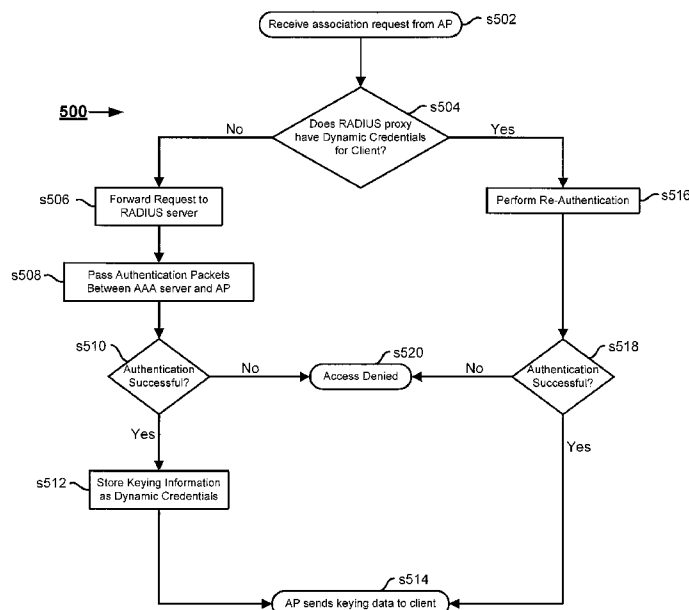 Receive association request from AP
s502
500
s504
Does RADIUS proxy
have Dynamic Credentials
for Client?
No
Yes
s506
Forward Request to
RADIUS server
Perform Re-Authentication
s516
s508
Pass Authentication Packets
Between AAA server and AP
s510
Authentication
Successful?
No
s520
Access Denied
No
s518
Authentication
Successful?
Yes
Yes
s512
Store Keying Information
as Dynamic Credentials
s514
AP sends keying data to client